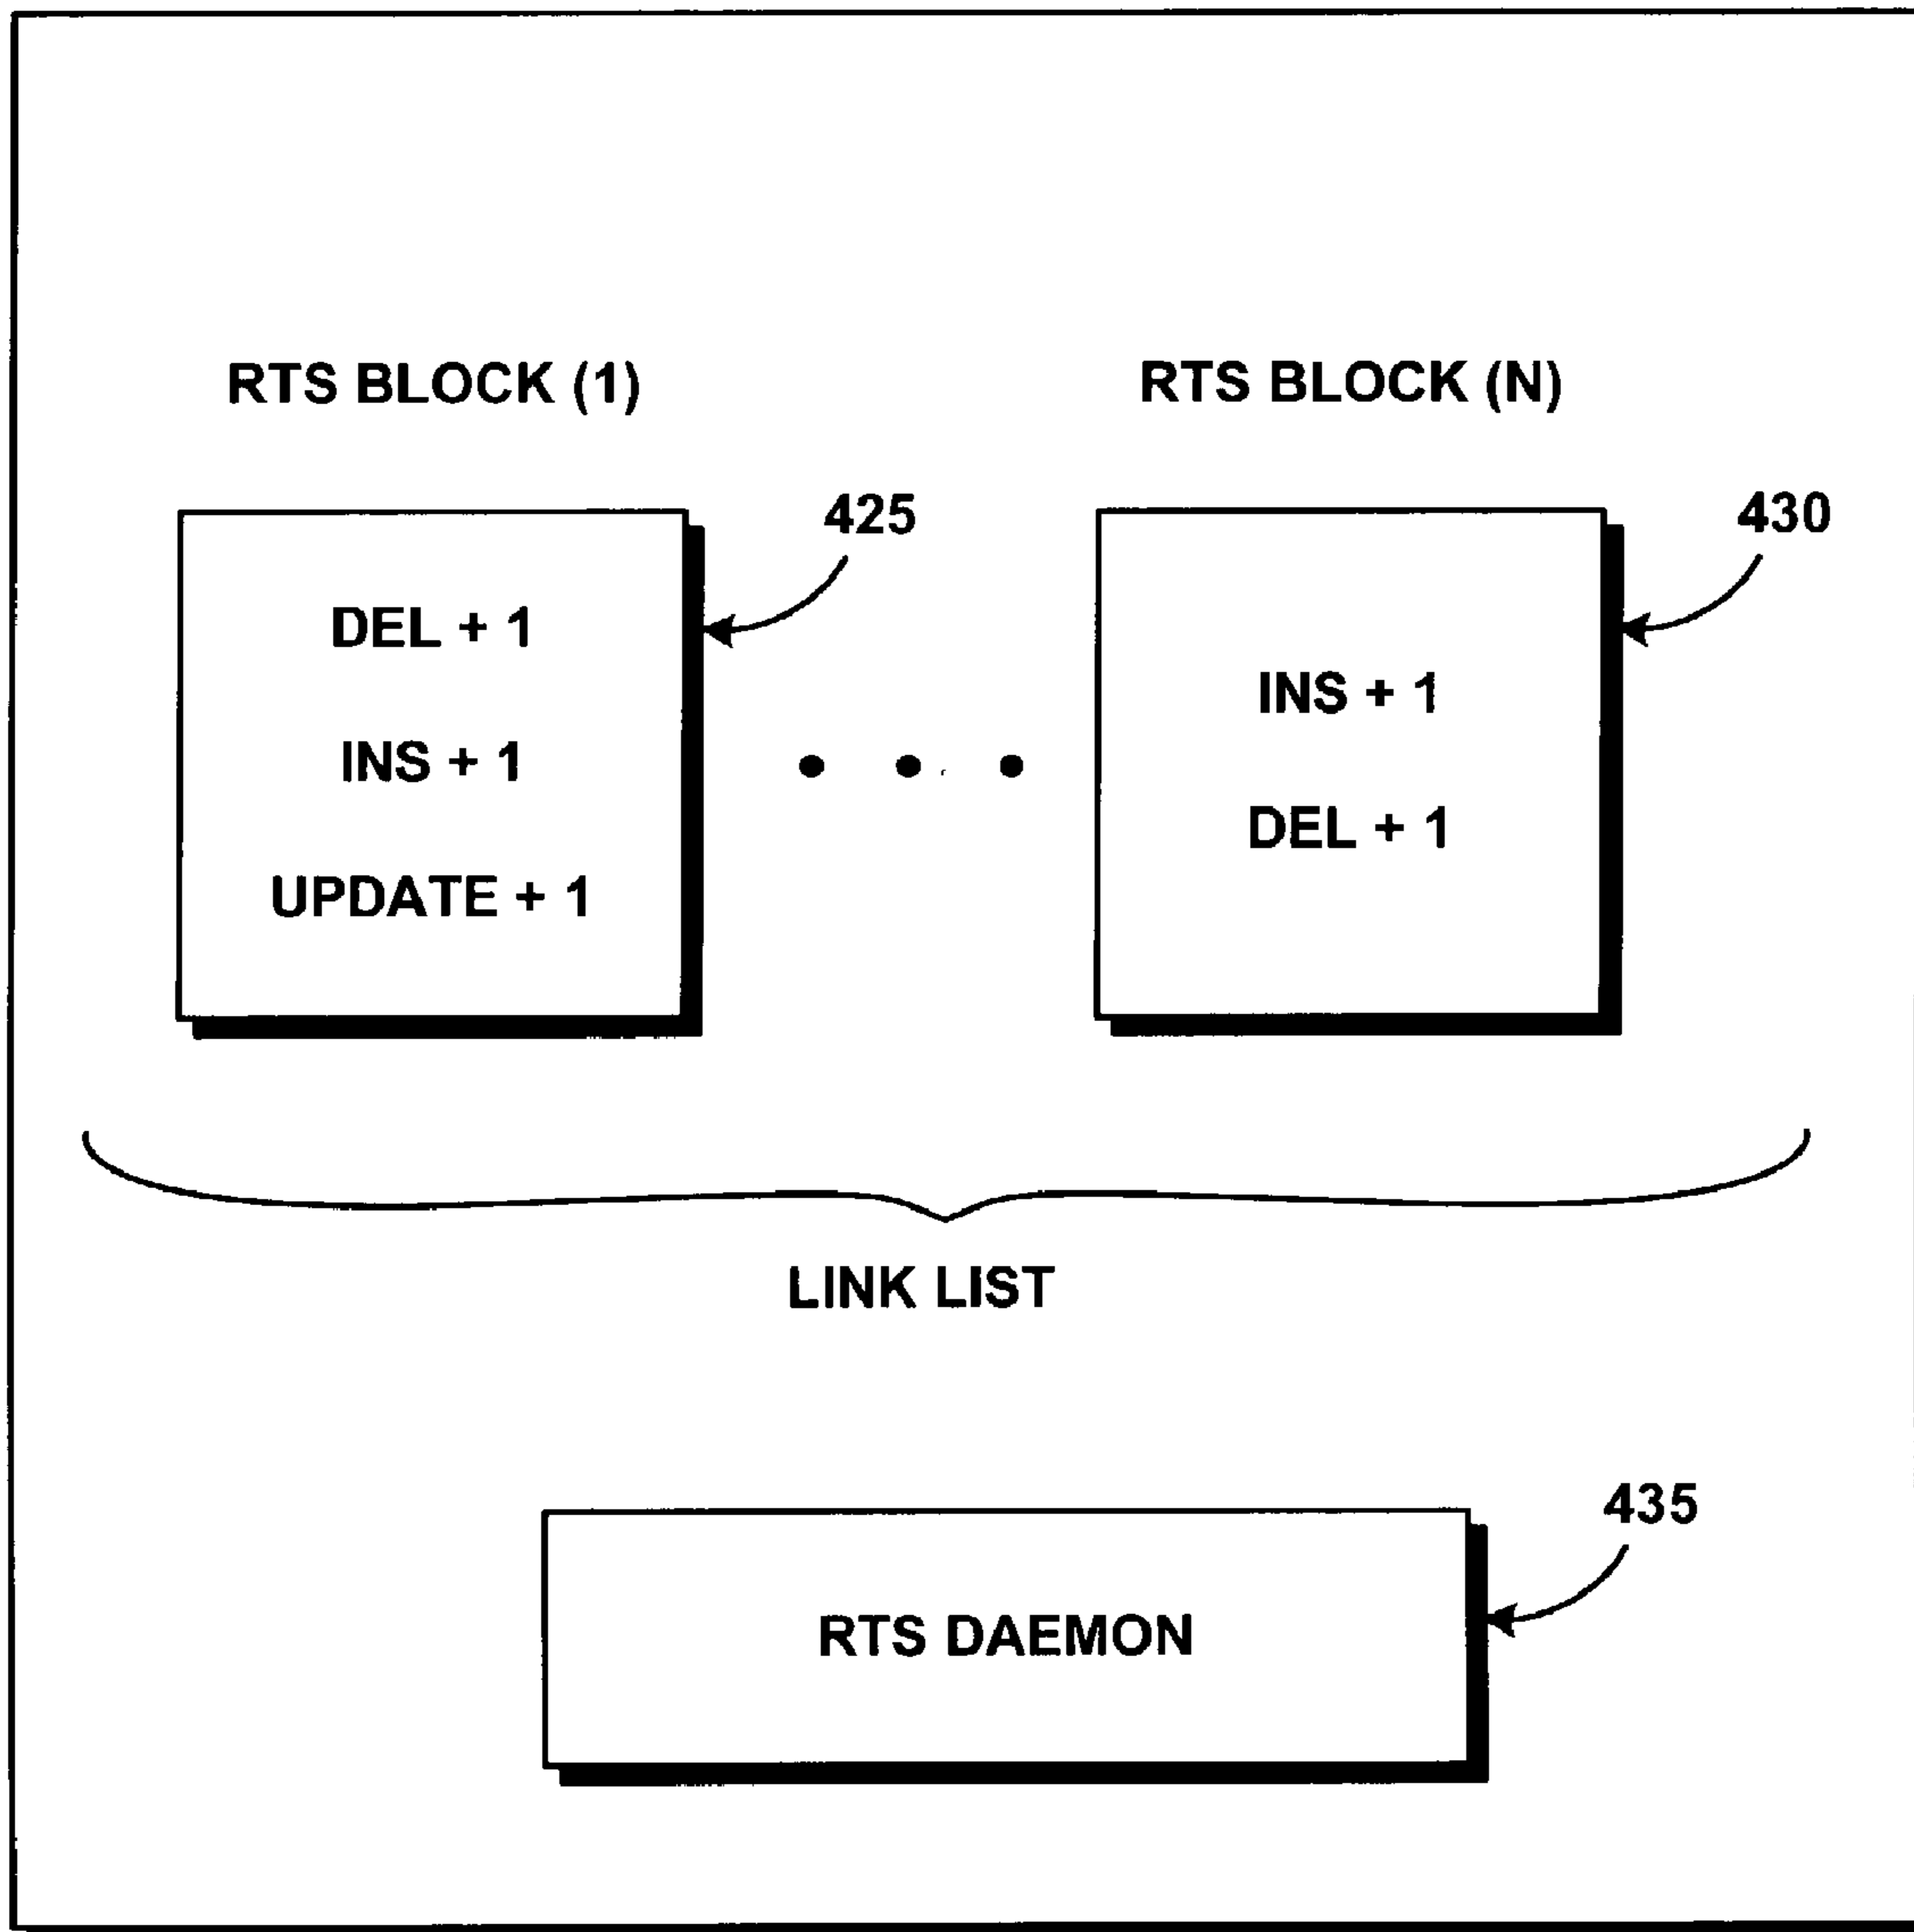 RTS BLOCK (1)
RTS BLOCK (N)
425
430
DEL + 1
INS + 1
UPDATE + 1
INS + 1
DEL + 1
LINK LIST
435
RTS DAEMON